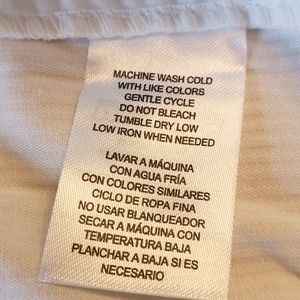 MACHINE WASH COLD
WITH LIKE COLORS
GENTLE CYCLE
DO NOT BLEACH
TUMBLE DRY LOW
LOW IRON WHEN NEEDED
LAVAR A MÁQUINA
CON AGUA FRÍA
CON COLORES SIMILARES
CICLO DE ROPA FINA
NO USAR BLANQUEADOR
SECAR A MÁQUINA CON
TEMPERATURA BAJA
PLANCHAR A BAJA SI ES
NECESARIO